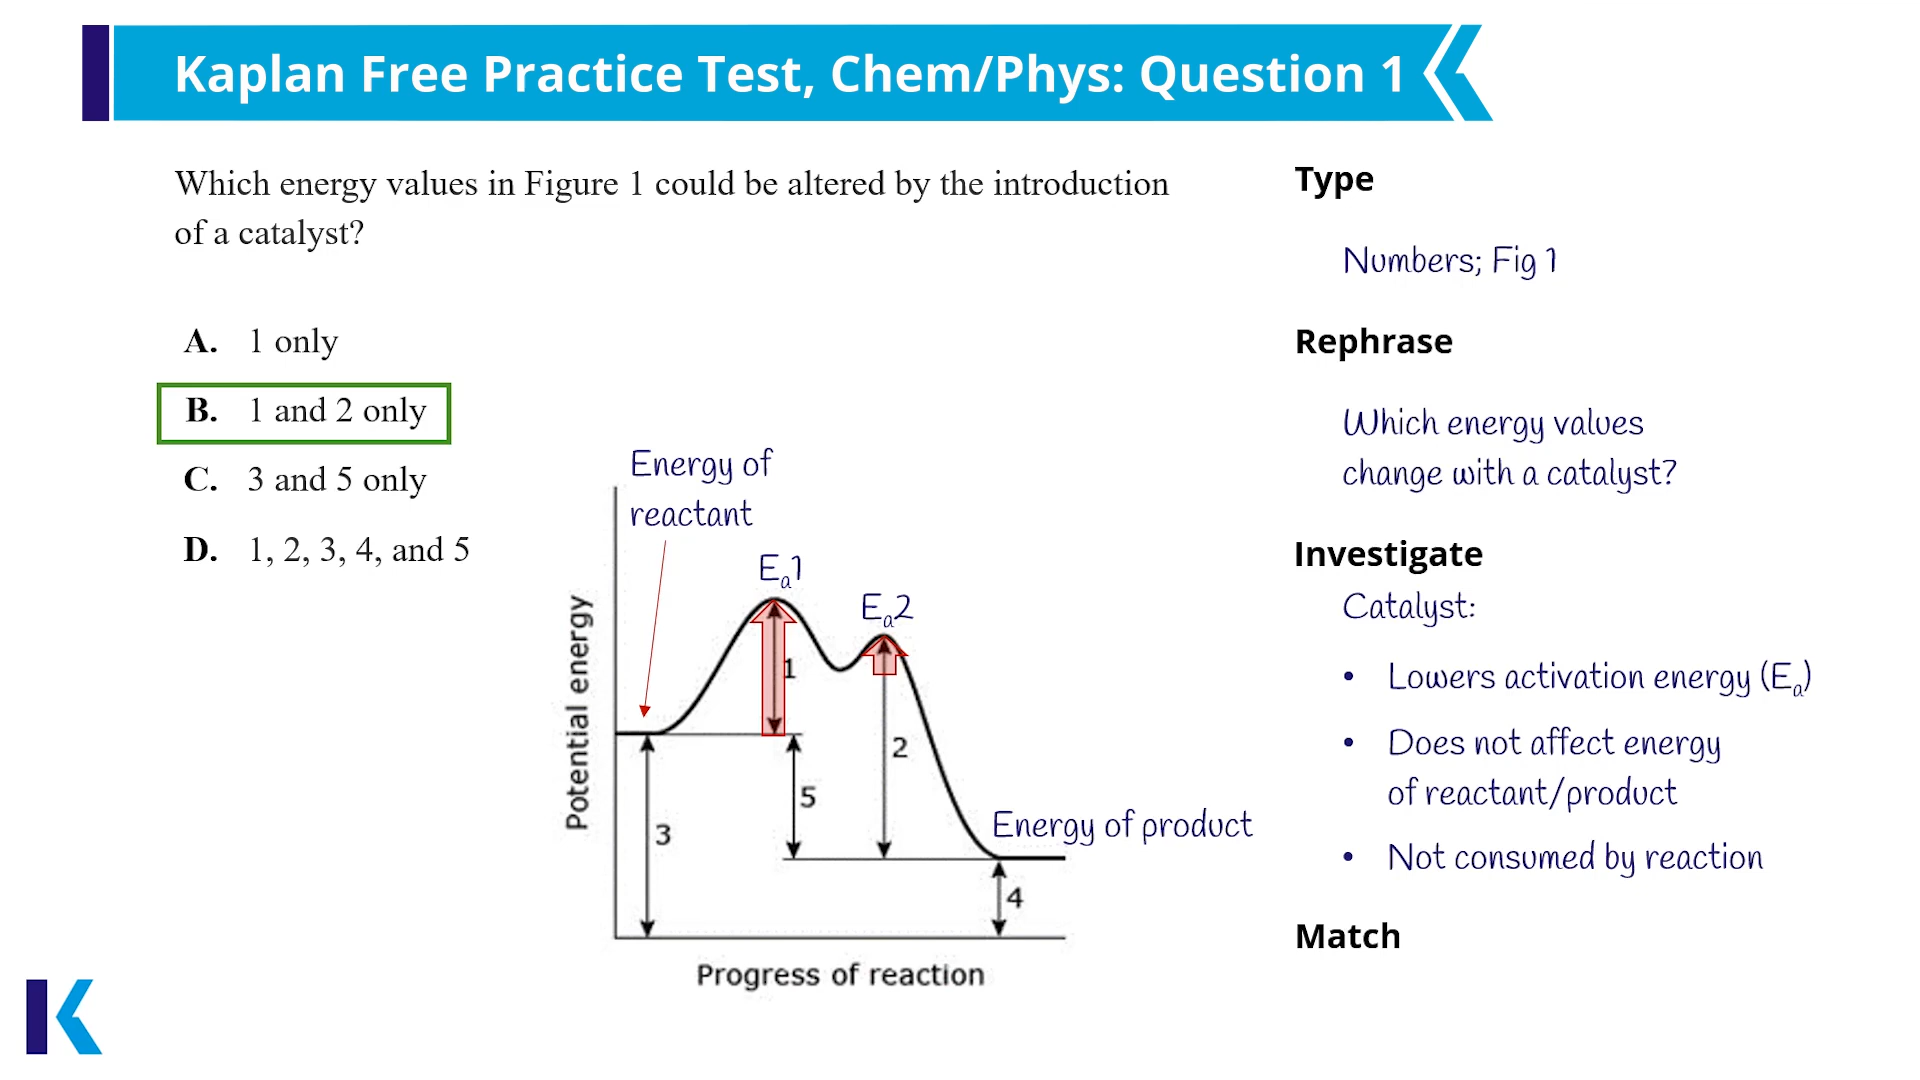 Kaplan Free Practice Test, Chem/Phys: Question 1
Which energy values in Figure 1 could be altered by the introduction
of a catalyst?
A. 1 only
B. 1 and 2 only
C. 3 and 5 only
D. 1, 2, 3, 4, and 5
Energy of
reactant
Eₐ1
Eₐ2
1
2
5
3
Energy of product
4
Potential energy
Progress of reaction
Type
Numbers; Fig 1
Rephrase
Which energy values
change with a catalyst?
Investigate
Catalyst:
• Lowers activation energy (Eₐ)
• Does not affect energy
of reactant/product
• Not consumed by reaction
Match
K